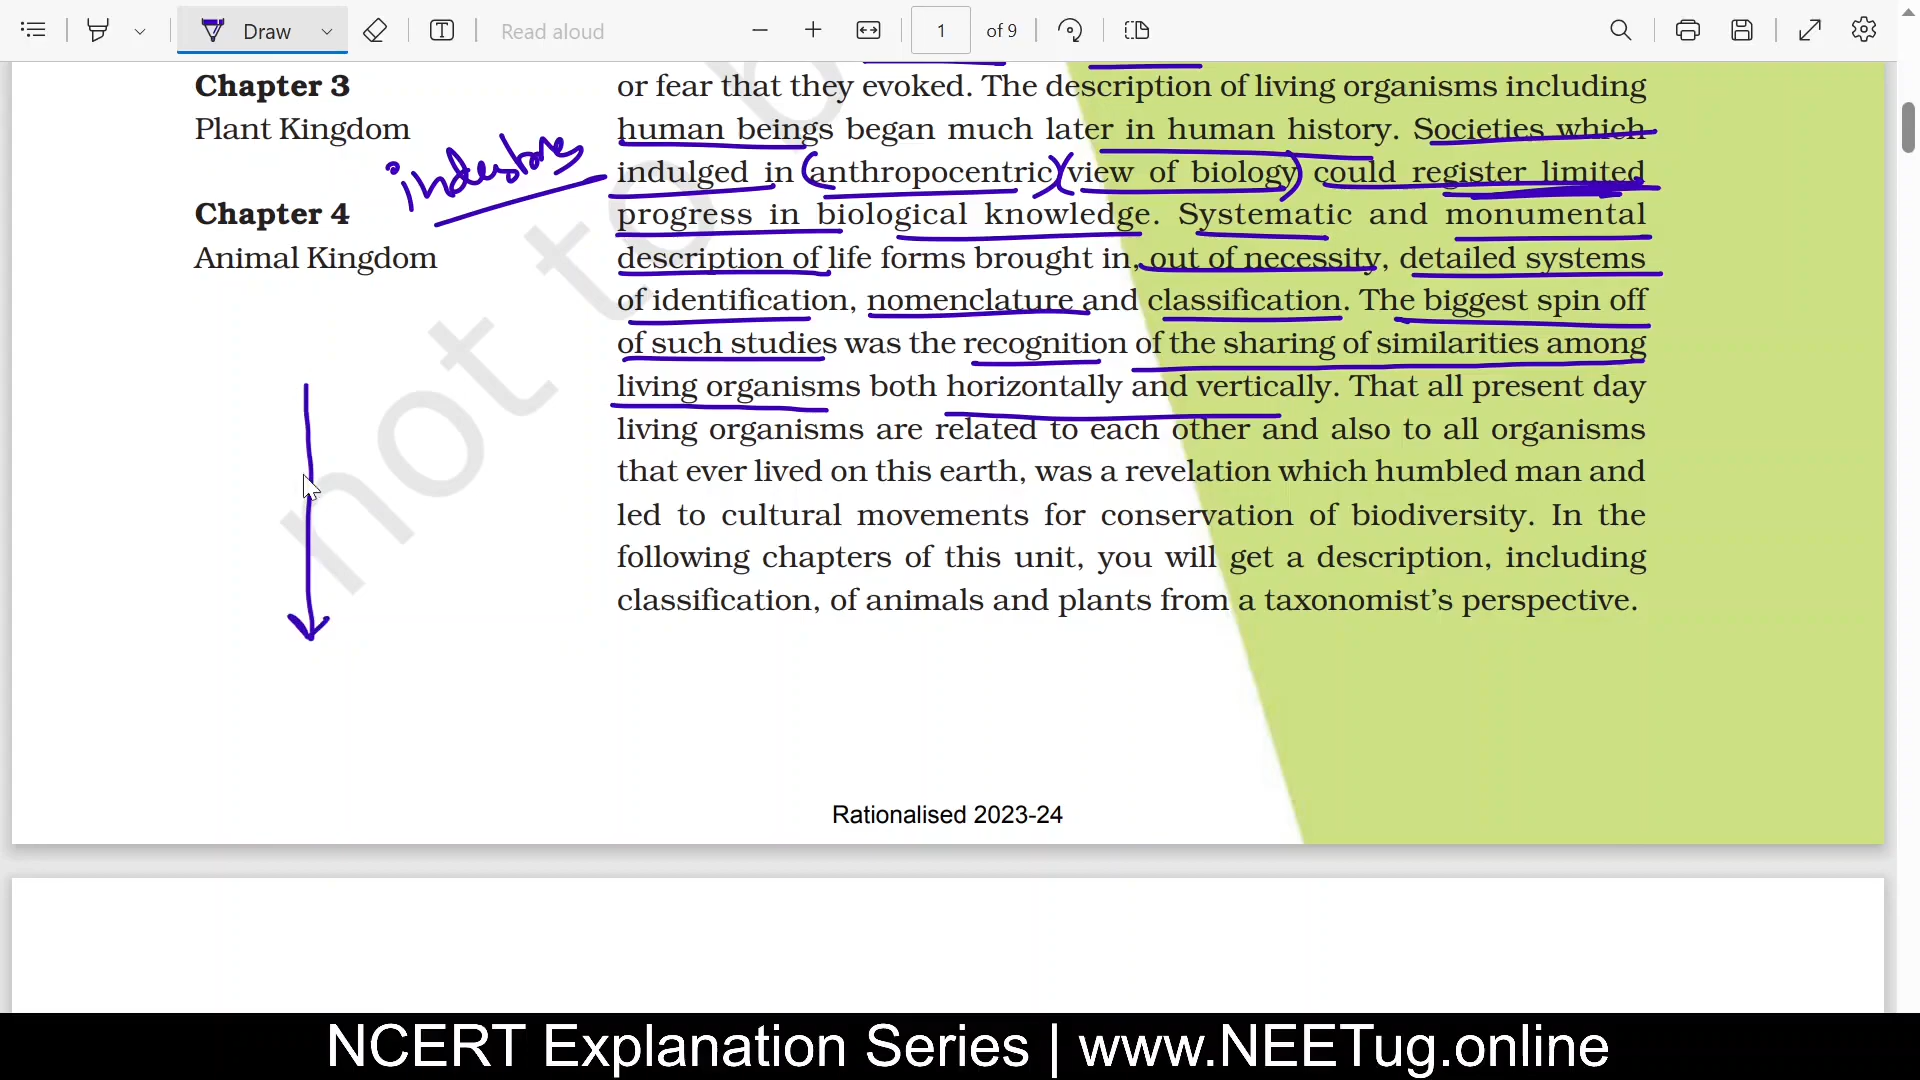 Draw
Read aloud
1
of 9
Chapter 3
Plant Kingdom
Chapter 4
Animal Kingdom
or fear that they evoked. The description of living organisms including
human beings began much later in human history. Societies which
indulged in anthropocentric view of biology could register limited
progress in biological knowledge. Systematic and monumental
description of life forms brought in, out of necessity, detailed systems
of identification, nomenclature and classification. The biggest spin off
of such studies was the recognition of the sharing of similarities among
living organisms both horizontally and vertically. That all present day
living organisms are related to each other and also to all organisms
that ever lived on this earth, was a revelation which humbled man and
led to cultural movements for conservation of biodiversity. In the
following chapters of this unit, you will get a description, including
classification, of animals and plants from a taxonomist's perspective.
not to b
Rationalised 2023-24
NCERT Explanation Series | www.NEETug.online